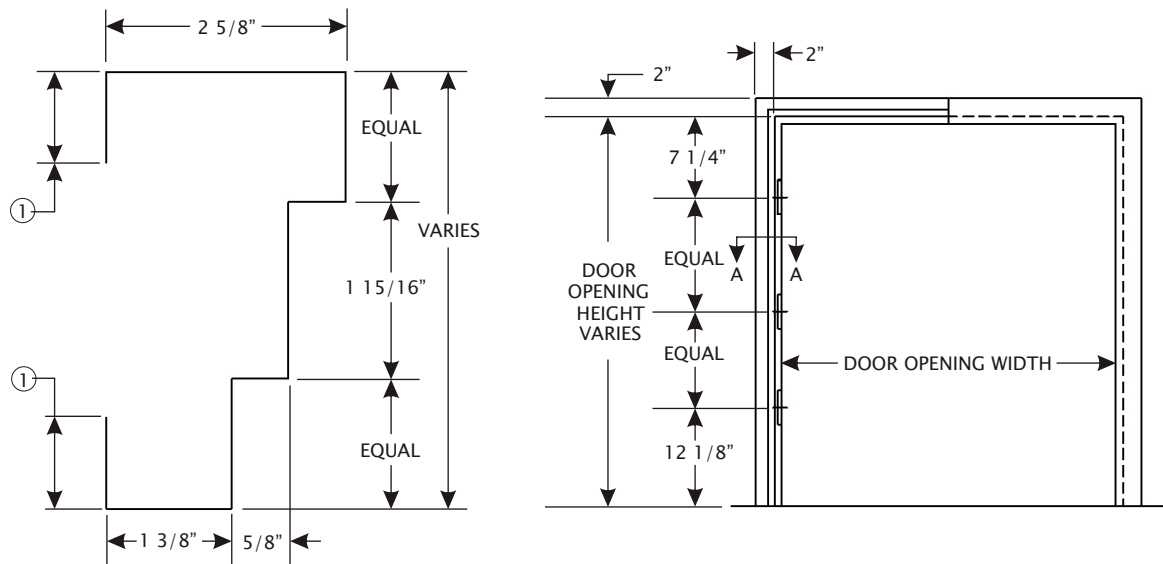 2 5/8”
EQUAL
1
VARIES
1 15/16”
1
EQUAL
1 3/8”
5/8”
2”
2”
7 1/4”
EQUAL
A
A
DOOR
OPENING
HEIGHT
VARIES
EQUAL
DOOR OPENING WIDTH
12 1/8”